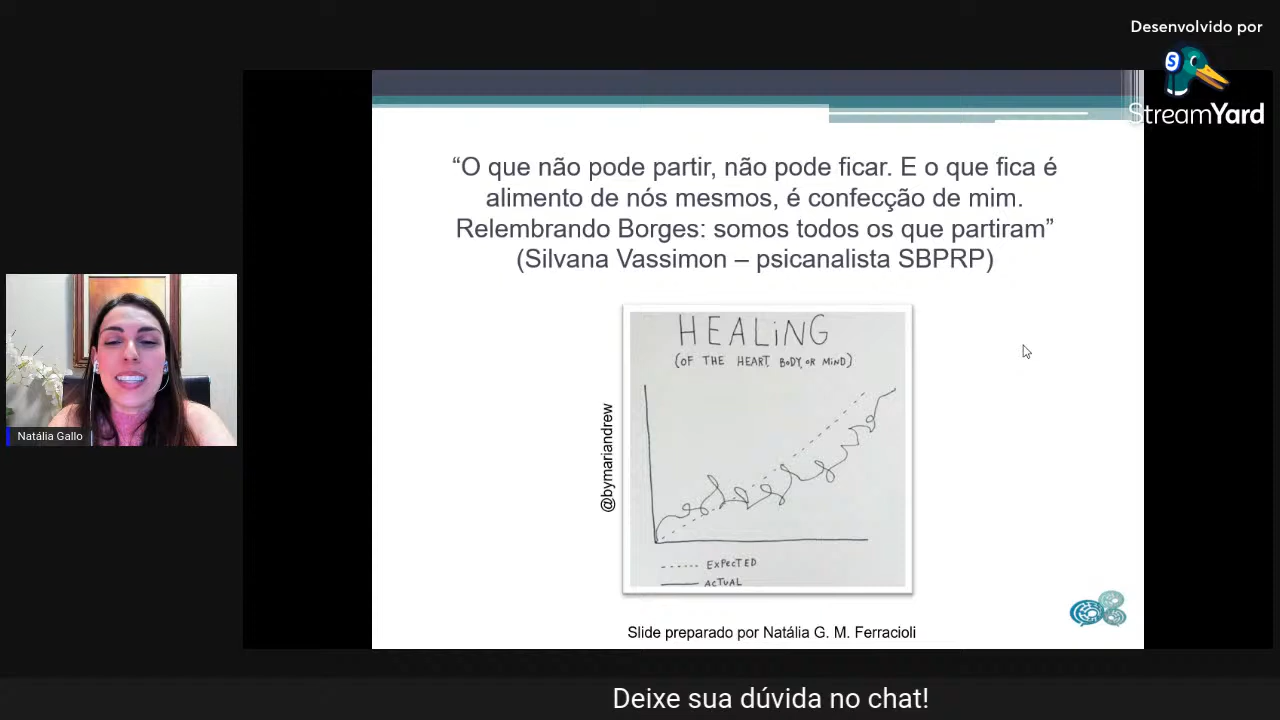 Desenvolvido por
StreamYard
“O que não pode partir, não pode ficar. E o que fica é
alimento de nós mesmos, é confecção de mim.
Relembrando Borges: somos todos os que partiram”
(Silvana Vassimon – psicanalista SBPRP)
HEALiNG
(OF THE HEART, BODY, OR MiND)
@bymariandrew
EXPECTED
ACTUAL
Natália Gallo
Slide preparado por Natália G. M. Ferracioli
Deixe sua dúvida no chat!